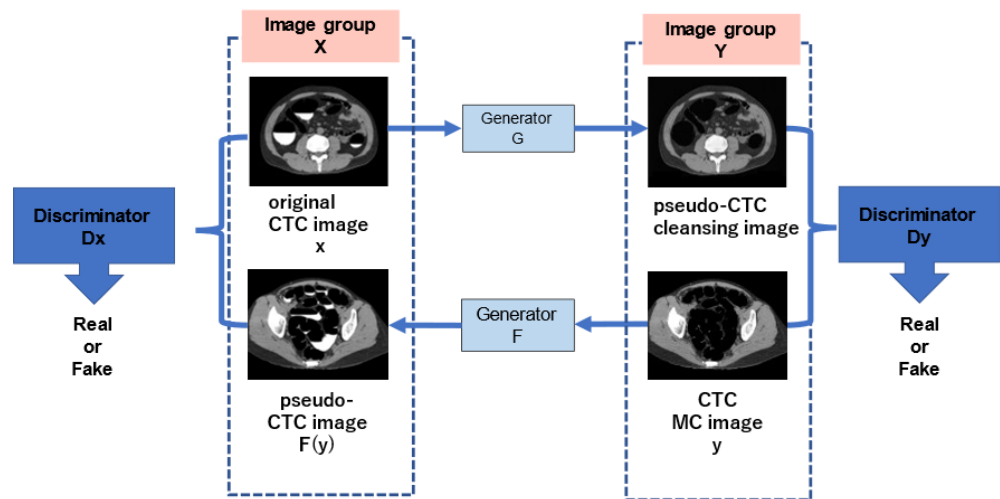 Image group
X
Image group
Y
Generator
G
original
CTC image
x
pseudo-CTC
cleansing image
Discriminator
Dx
Discriminator
Dy
Real
or
Fake
Generator
F
Real
or
Fake
pseudo-
CTC image
F(y)
CTC
MC image
y